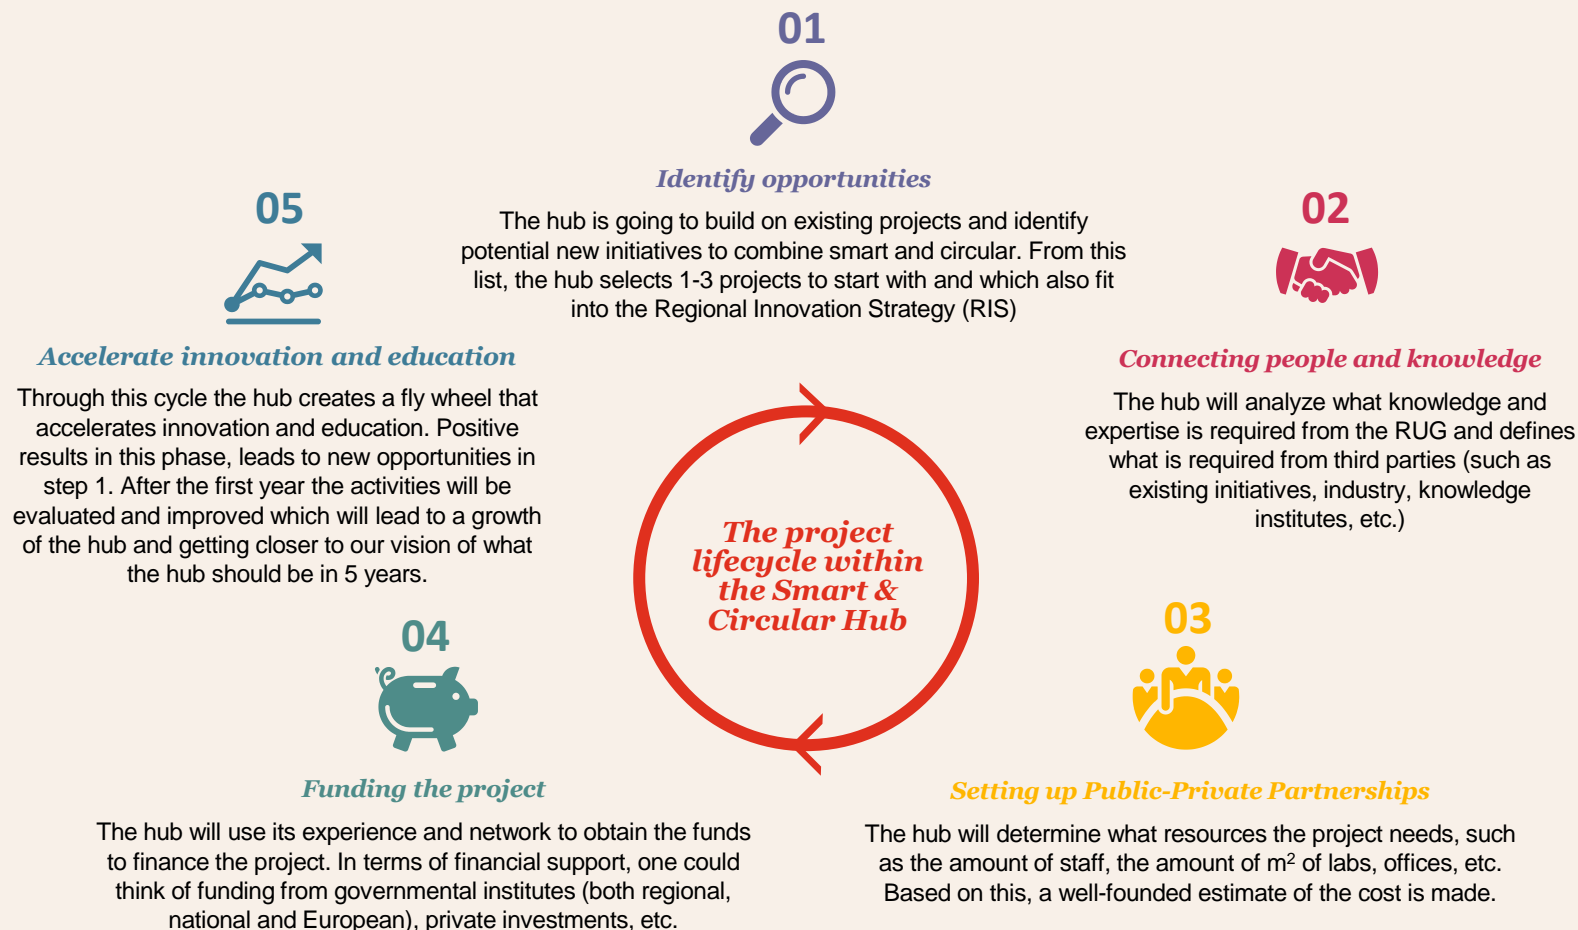 01
Identify opportunities
The hub is going to build on existing projects and identify
potential new initiatives to combine smart and circular. From this
list, the hub selects 1-3 projects to start with and which also fit
into the Regional Innovation Strategy (RIS)
02
Connecting people and knowledge
The hub will analyze what knowledge and
expertise is required from the RUG and defines
what is required from third parties (such as
existing initiatives, industry, knowledge
institutes, etc.)
03
Setting up Public-Private Partnerships
The hub will determine what resources the project needs, such
as the amount of staff, the amount of m² of labs, offices, etc.
Based on this, a well-founded estimate of the cost is made.
04
Funding the project
The hub will use its experience and network to obtain the funds
to finance the project. In terms of financial support, one could
think of funding from governmental institutes (both regional,
national and European), private investments, etc.
05
Accelerate innovation and education
Through this cycle the hub creates a fly wheel that
accelerates innovation and education. Positive
results in this phase, leads to new opportunities in
step 1. After the first year the activities will be
evaluated and improved which will lead to a growth
of the hub and getting closer to our vision of what
the hub should be in 5 years.
The project
lifecycle within
the Smart &
Circular Hub